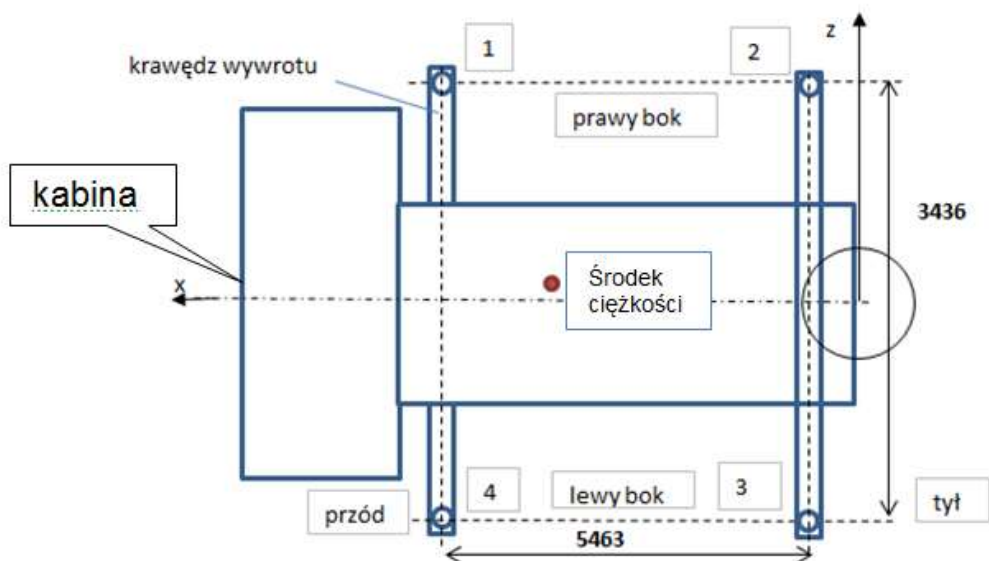 1
2
z
krawędz wywrotu
prawy bok
kabina
3436
Środek
ciężkości
x
4
lewy bok
3
przód
tył
5463